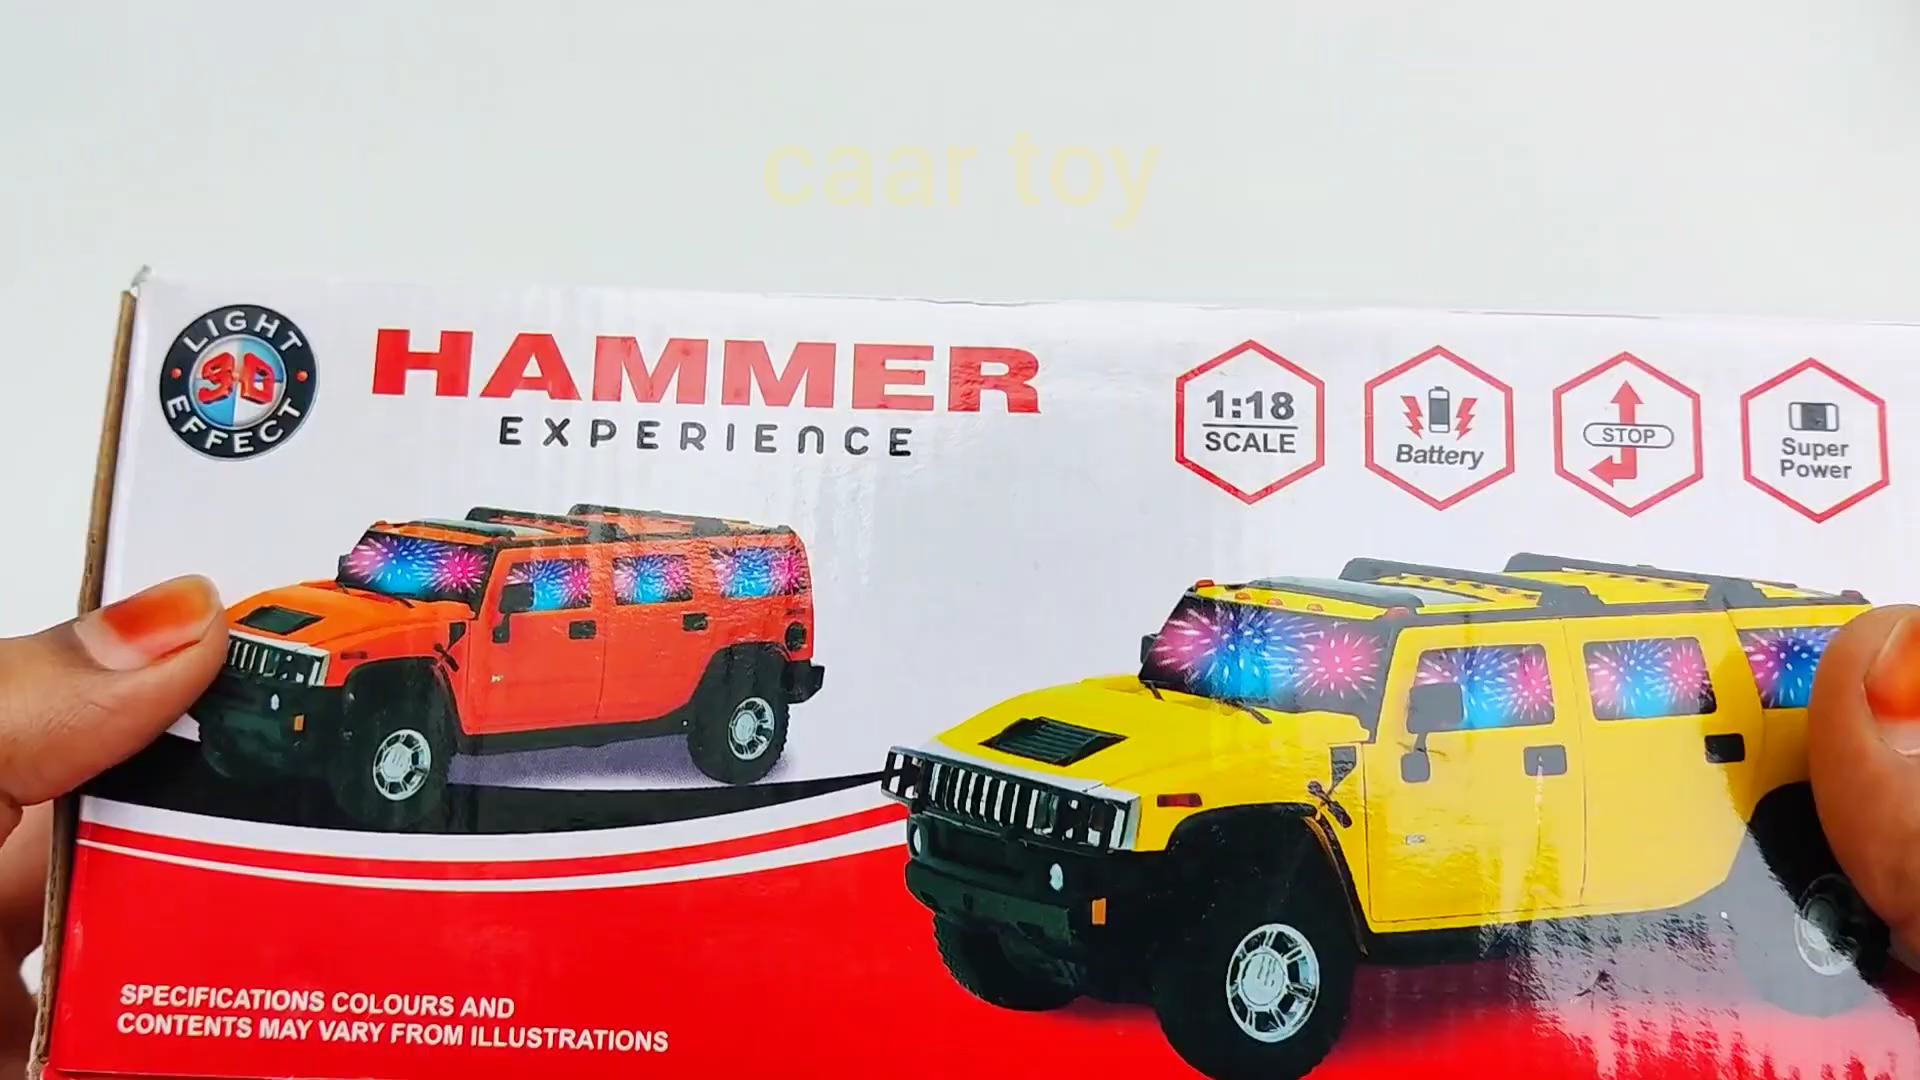 caar toy
LIGHT
3-D
EFFECT
HAMMER
EXPERIENCE
1:18
SCALE
Battery
STOP
Super
Power
SPECIFICATIONS COLOURS AND
CONTENTS MAY VARY FROM ILLUSTRATIONS